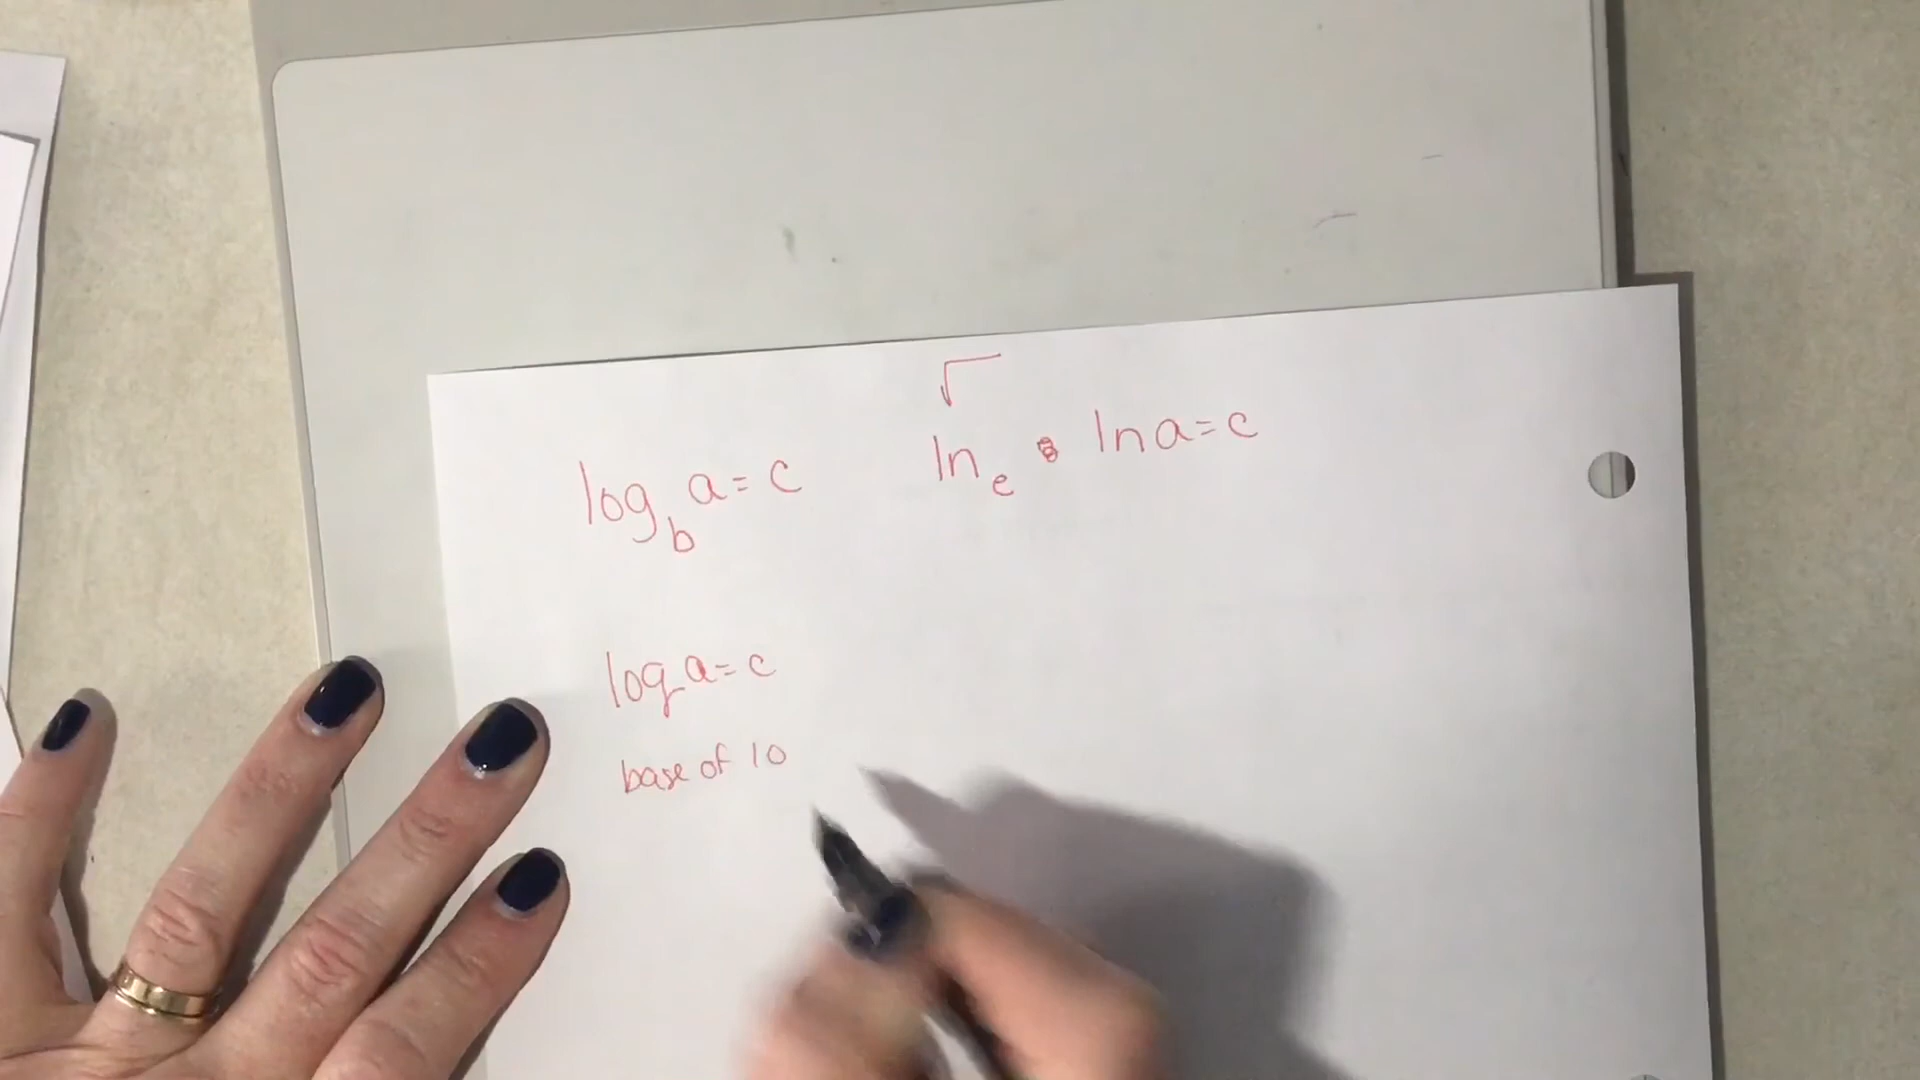 √
log_b a = c
ln_e
ln a = c
log a = c
base of 10